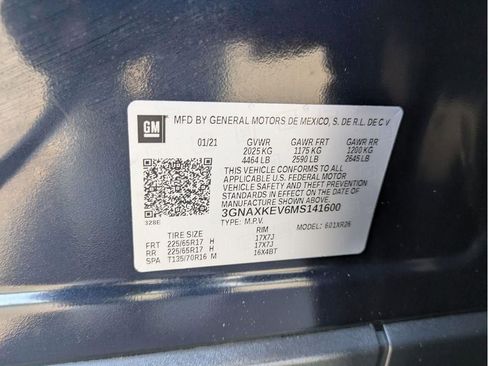 GM
MFD BY GENERAL MOTORS DE MEXICO, S. DE R.L. DE C.V
01/21 GVWR GAWR FRT GAWR RR
2025 KG 1175 KG 1200 KG
4464 LB 2590 LB 2645 LB
THIS VEHICLE CONFORMS TO ALL
APPLICABLE U.S. FEDERAL MOTOR
VEHICLE SAFETY AND THEFT
PREVENTION STANDARDS IN EFFECT
ON THE DATE OF MANUFACTURE
SHOWN ABOVE.
3GNAXKEV6MS141600
TYPE: M.P.V. MODEL: 601XR26
328E
TIRE SIZE RIM
FRT 225/65R17 H 17X7J
RR 225/65R17 H 17X7J
SPA T135/70R16 M 16X4BT